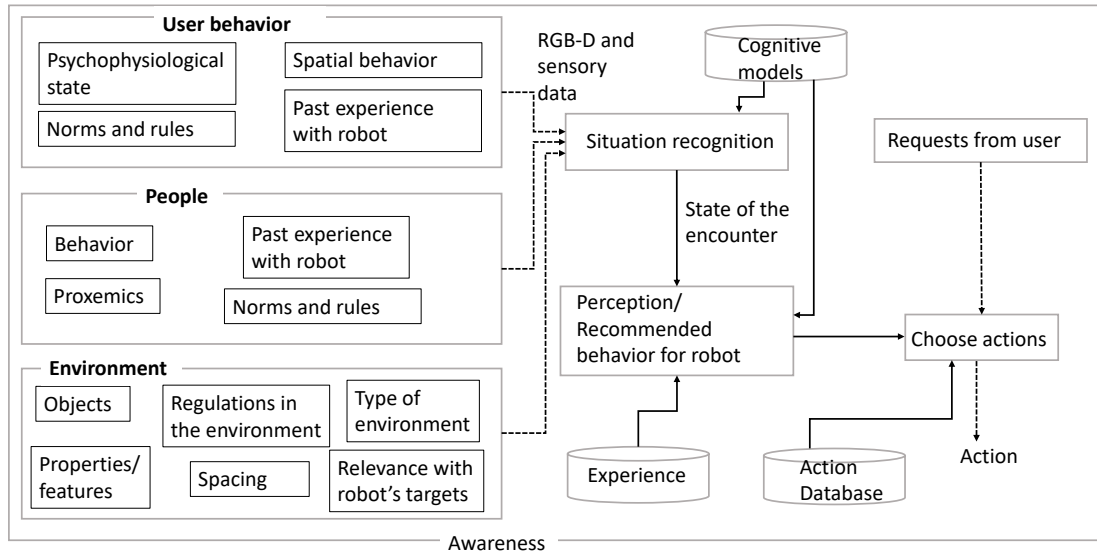 User behavior
Psychophysiological
state
Spatial behavior
Norms and rules
Past experience
with robot
People
Behavior
Past experience
with robot
Proxemics
Norms and rules
Environment
Objects
Regulations in
the environment
Type of
environment
Properties/
features
Spacing
Relevance with
robot's targets
RGB-D and
sensory
data
Cognitive
models
Situation recognition
Requests from user
State of the
encounter
Perception/
Recommended
behavior for robot
Choose actions
Experience
Action
Database
Action
Awareness